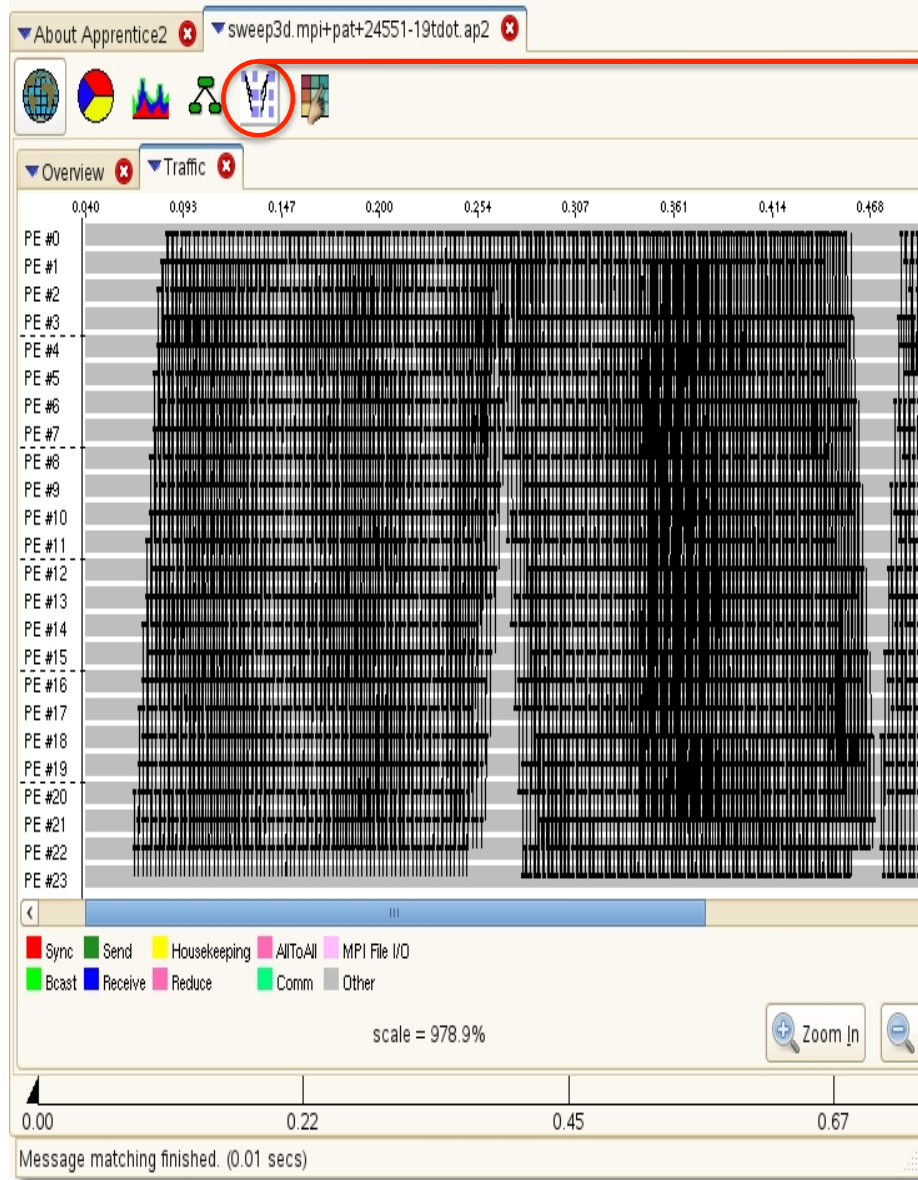 About Apprentice2
sweep3d.mpi+pat+24551-19tdot.ap2
Overview
Traffic
0.040 0.093 0.147 0.200 0.254 0.307 0.361 0.414 0.468
PE #0
PE #1
PE #2
PE #3
PE #4
PE #5
PE #6
PE #7
PE #8
PE #9
PE #10
PE #11
PE #12
PE #13
PE #14
PE #15
PE #16
PE #17
PE #18
PE #19
PE #20
PE #21
PE #22
PE #23
Sync Send Housekeeping AllToAll MPI File I/O
Bcast Receive Reduce Comm Other
scale = 978.9%
Zoom In
0.00 0.22 0.45 0.67
Message matching finished. (0.01 secs)